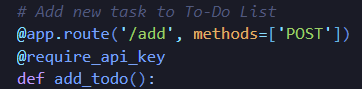 # Add new task to To-Do List
@app.route('/add', methods=['POST'])
@require_api_key
def add_todo():